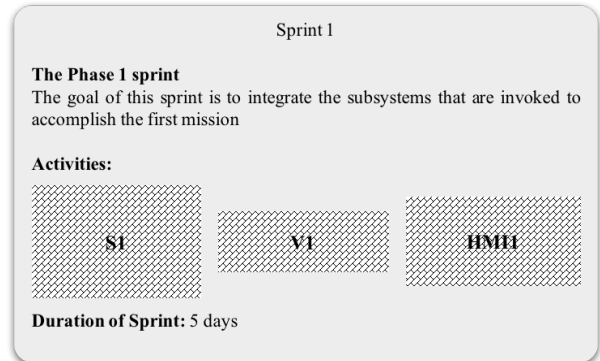 Sprint 1
The Phase 1 sprint
The goal of this sprint is to integrate the subsystems that are invoked to
accomplish the first mission
Activities:
S1 V1 HMI1
Duration of Sprint: 5 days